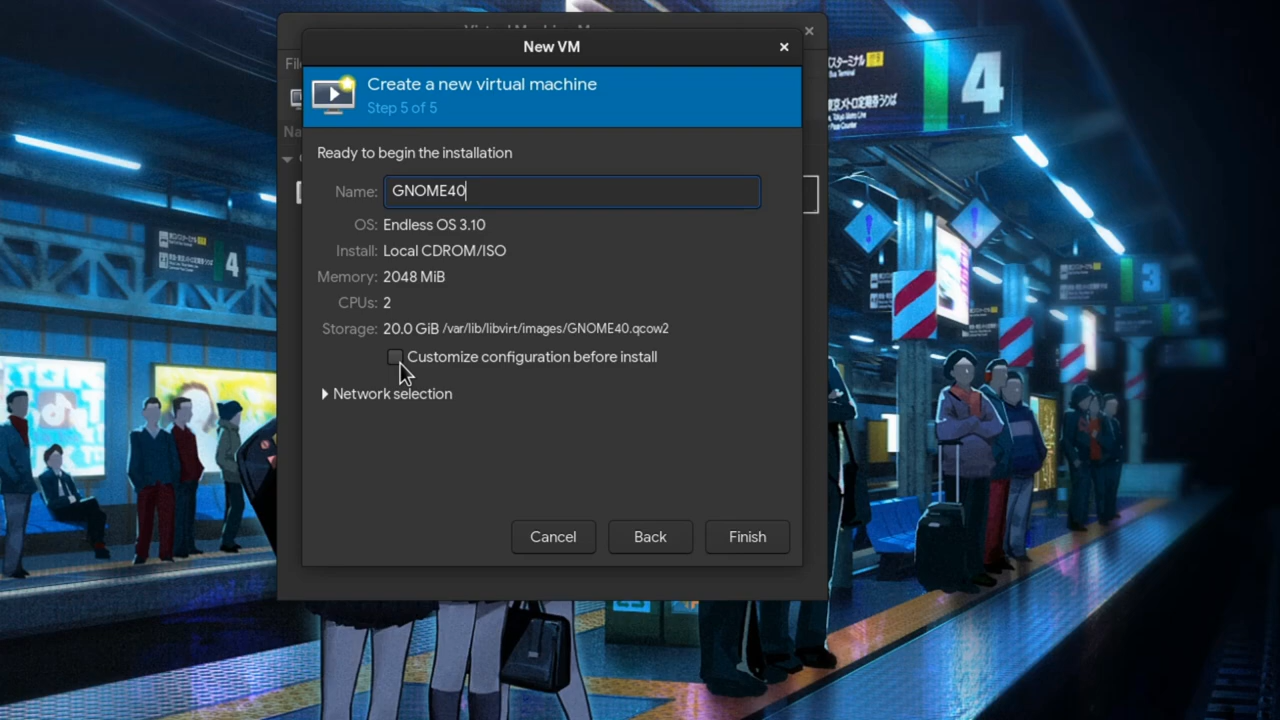 New VM
Create a new virtual machine
Step 5 of 5
Ready to begin the installation
Name: GNOME40
OS: Endless OS 3.10
Install: Local CDROM/ISO
Memory: 2048 MiB
CPUs: 2
Storage: 20.0 GiB /var/lib/libvirt/images/GNOME40.qcow2
Customize configuration before install
Network selection
Cancel
Back
Finish
4
4
3
2